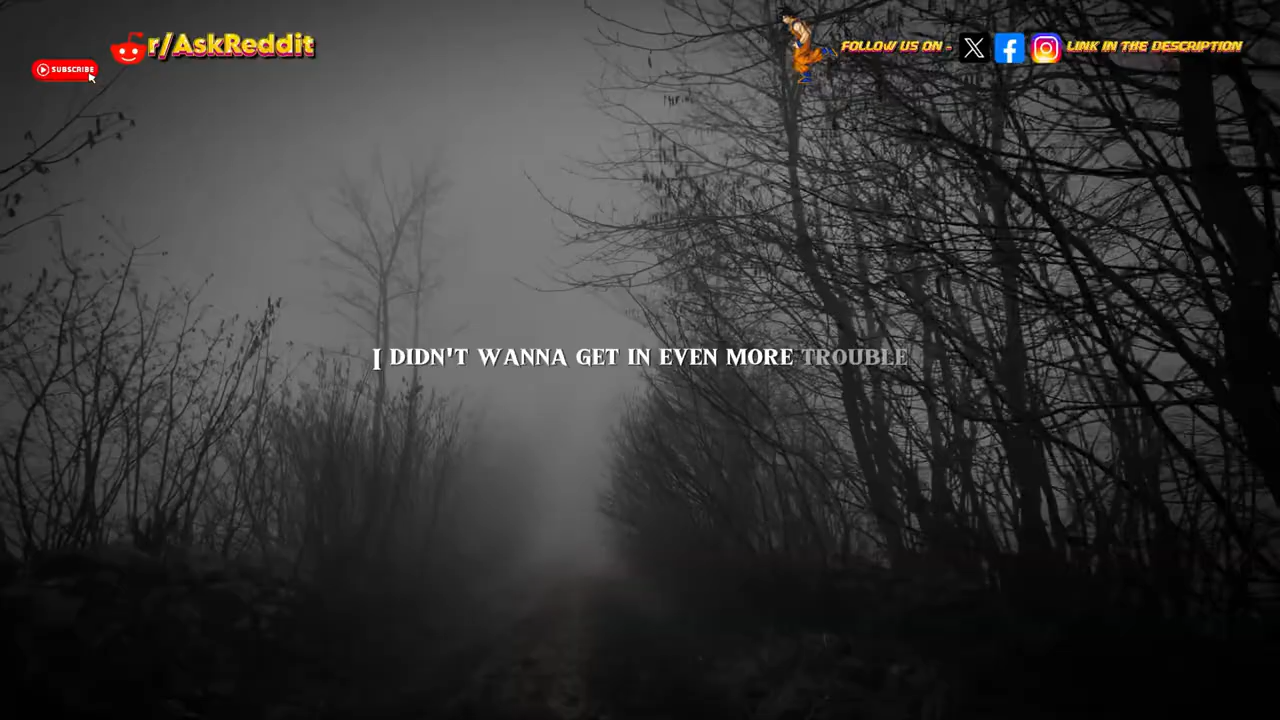 r/AskReddit
SUBSCRIBE
FOLLOW US ON -
LINK IN THE DESCRIPTION
I DIDN'T WANNA GET IN EVEN MORE TROUBLE